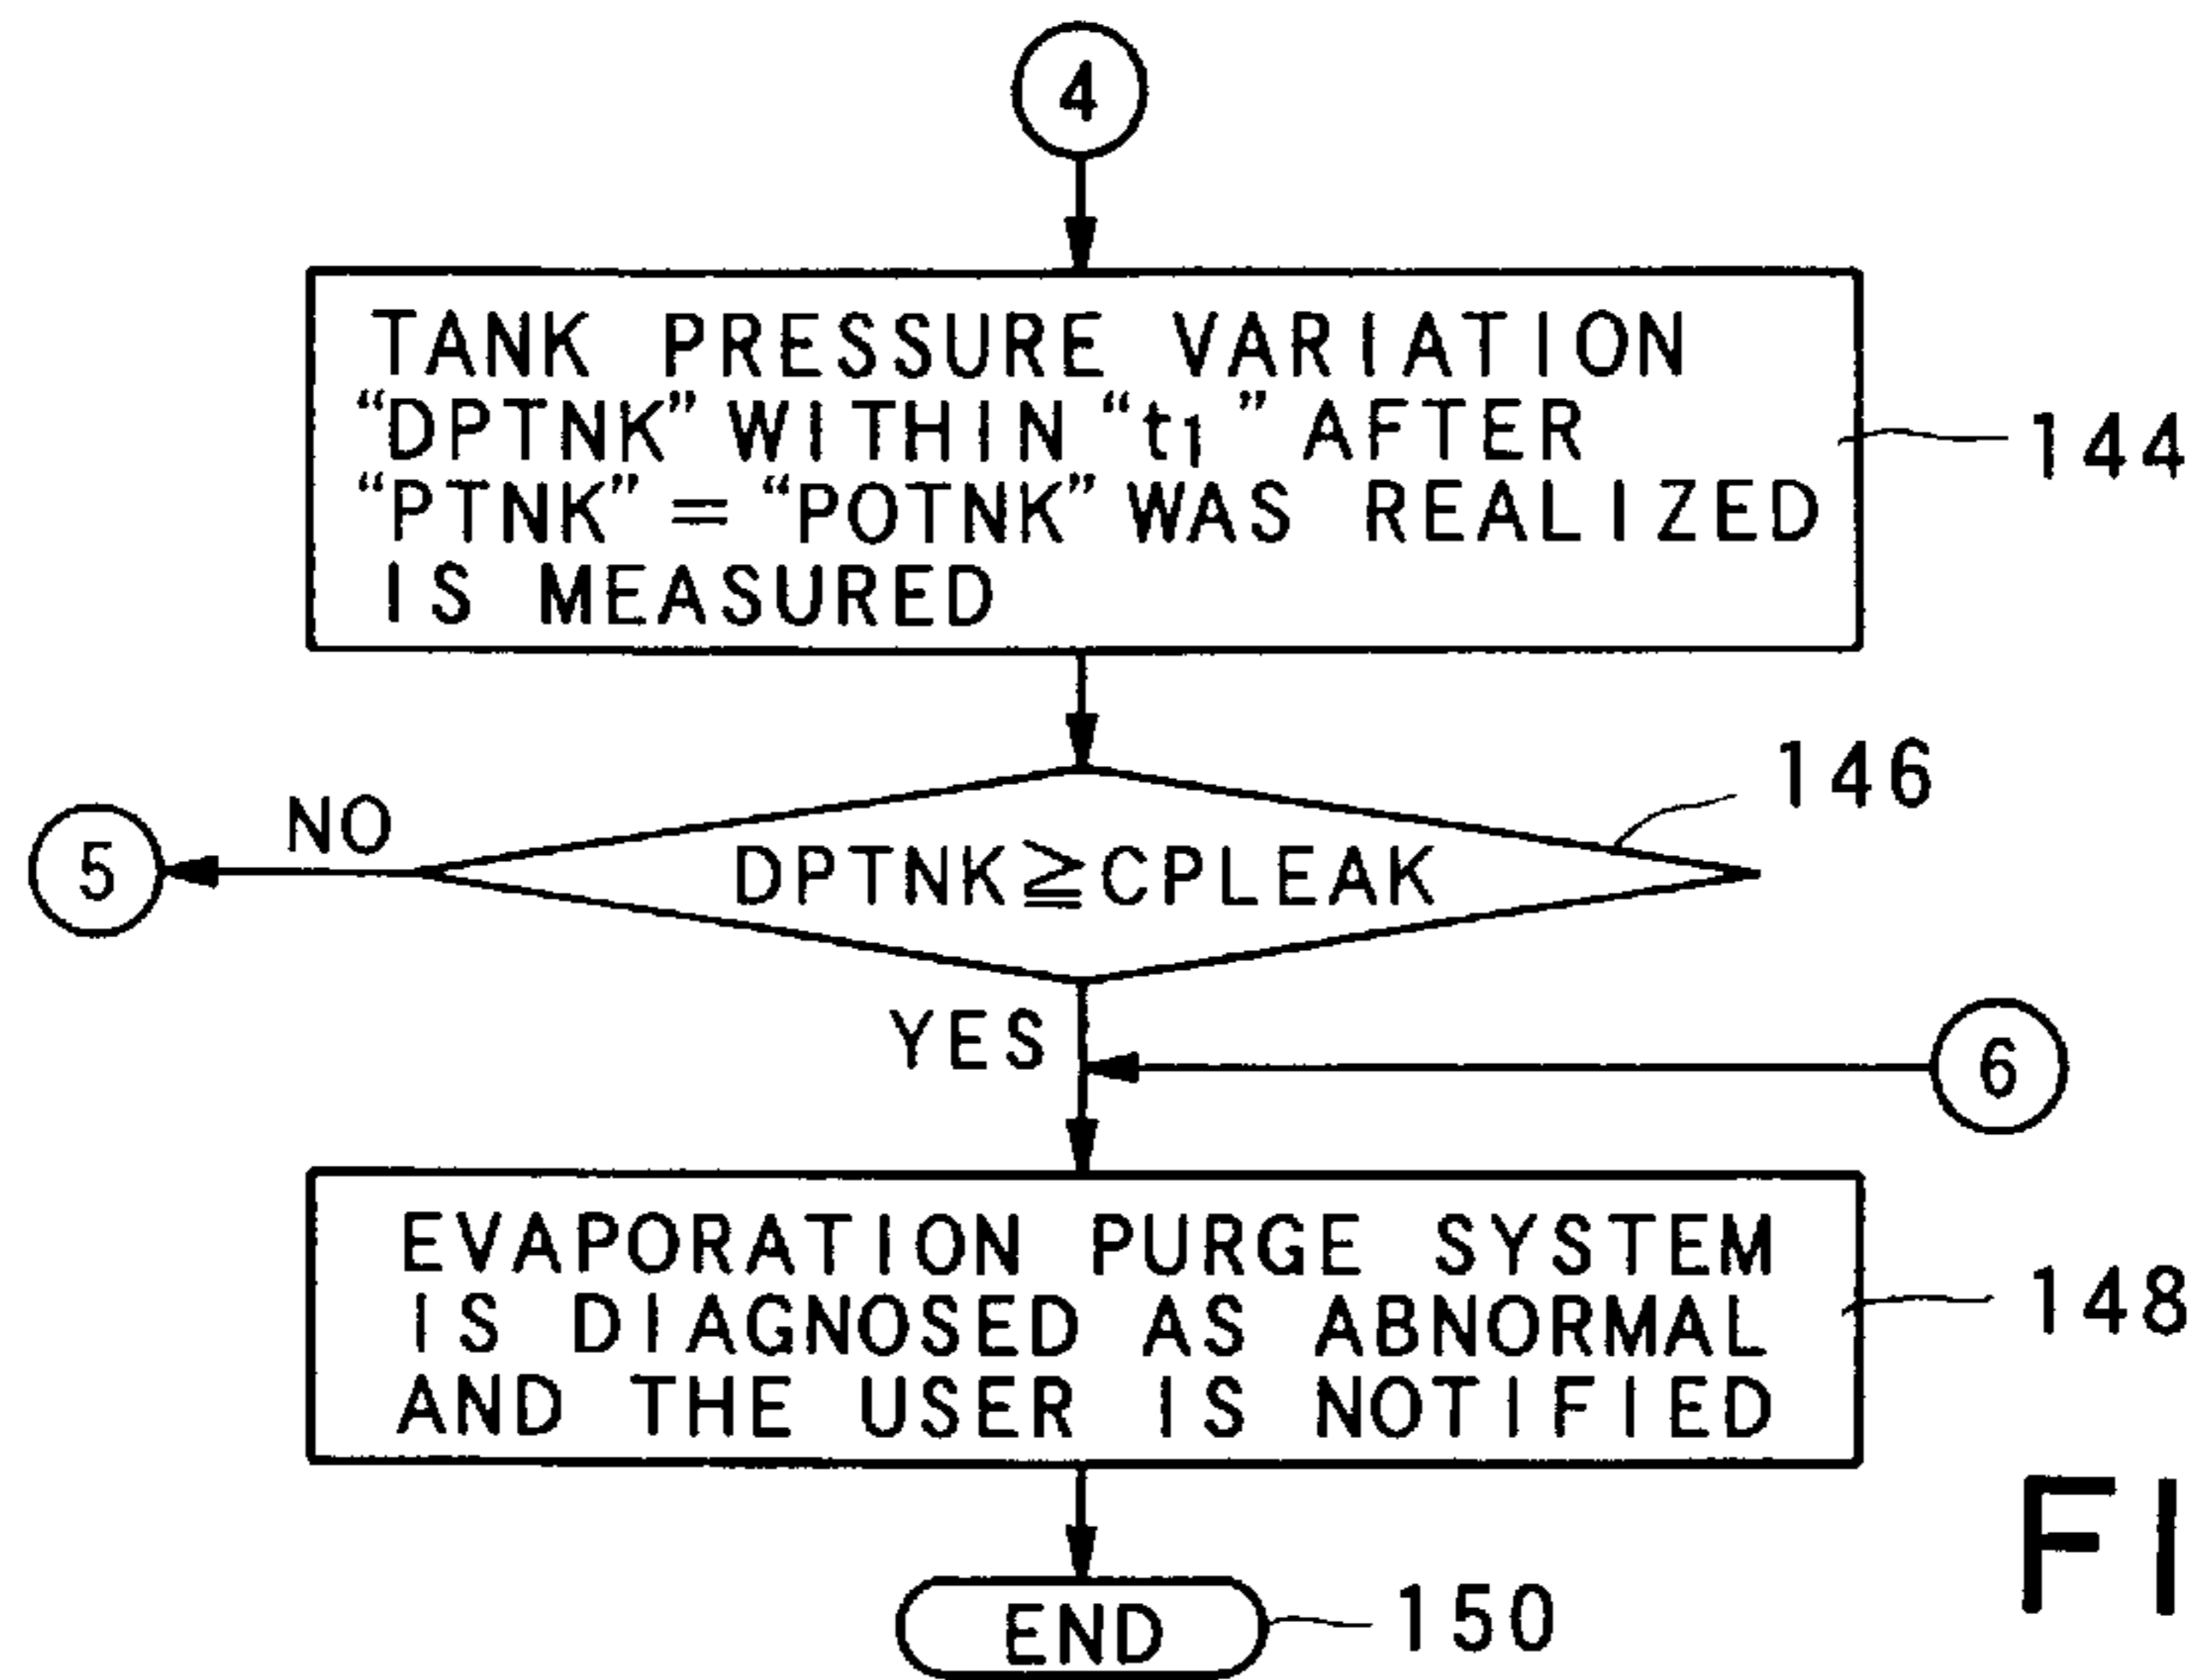 4
TANK PRESSURE VARIATION
“DPTNK” WITHIN “t1” AFTER
“PTNK” = “POTNK” WAS REALIZED
IS MEASURED
144
146
NO
5
DPTNK≧CPLEAK
YES
6
EVAPORATION PURGE SYSTEM
IS DIAGNOSED AS ABNORMAL
AND THE USER IS NOTIFIED
148
FI
END
150